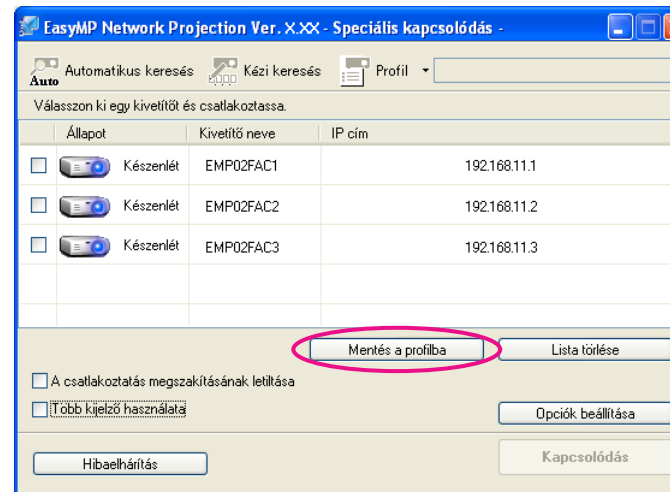 EasyMP Network Projection Ver. X.XX - Speciális kapcsolódás -
Auto Automatikus keresés Kézi keresés Profil
Válasszon ki egy kivetítőt és csatlakoztassa.
Állapot Kivetítő neve IP cím
Készenlét EMP02FAC1 192.168.11.1
Készenlét EMP02FAC2 192.168.11.2
Készenlét EMP02FAC3 192.168.11.3
Mentés a profilba Lista törlése
A csatlakoztatás megszakításának letiltása
Több kijelző használata
Opciók beállítása
Hibaelhárítás Kapcsolódás